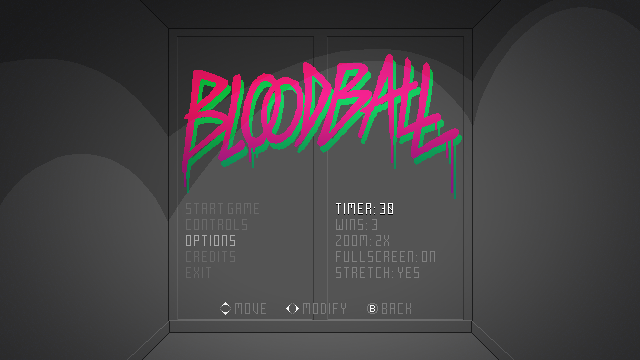 BLOODBALL
START GAME
CONTROLS
OPTIONS
CREDITS
EXIT
TIMER: 30
WINS: 3
ZOOM: 2X
FULLSCREEN: ON
STRETCH: YES
MOVE MODIFY B BACK